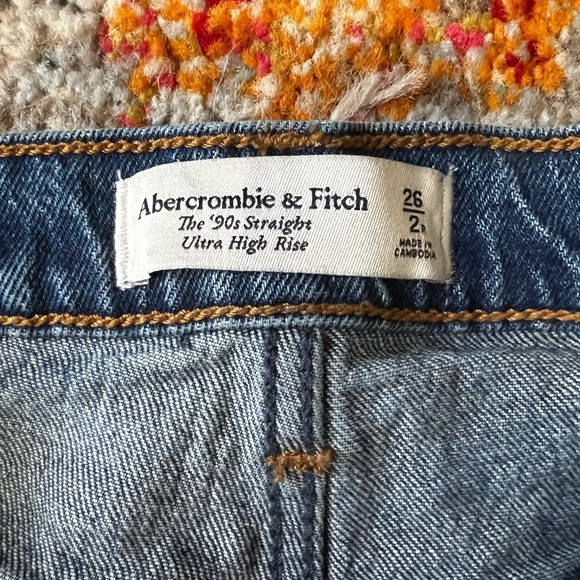 Abercrombie & Fitch
The '90s Straight
Ultra High Rise
26
2R
MADE IN
CAMBODIA